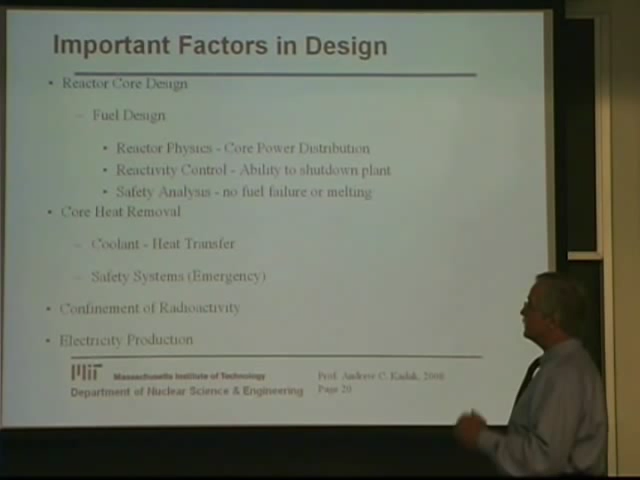 Important Factors in Design
• Reactor Core Design
– Fuel Design
• Reactor Physics - Core Power Distribution
• Reactivity Control - Ability to shutdown plant
• Safety Analysis - no fuel failure or melting
• Core Heat Removal
– Coolant - Heat Transfer
– Safety Systems (Emergency)
• Confinement of Radioactivity
• Electricity Production
MIT Massachusetts Institute of Technology
Department of Nuclear Science & Engineering
Prof. Andrew C. Kadak, 2008
Page 20